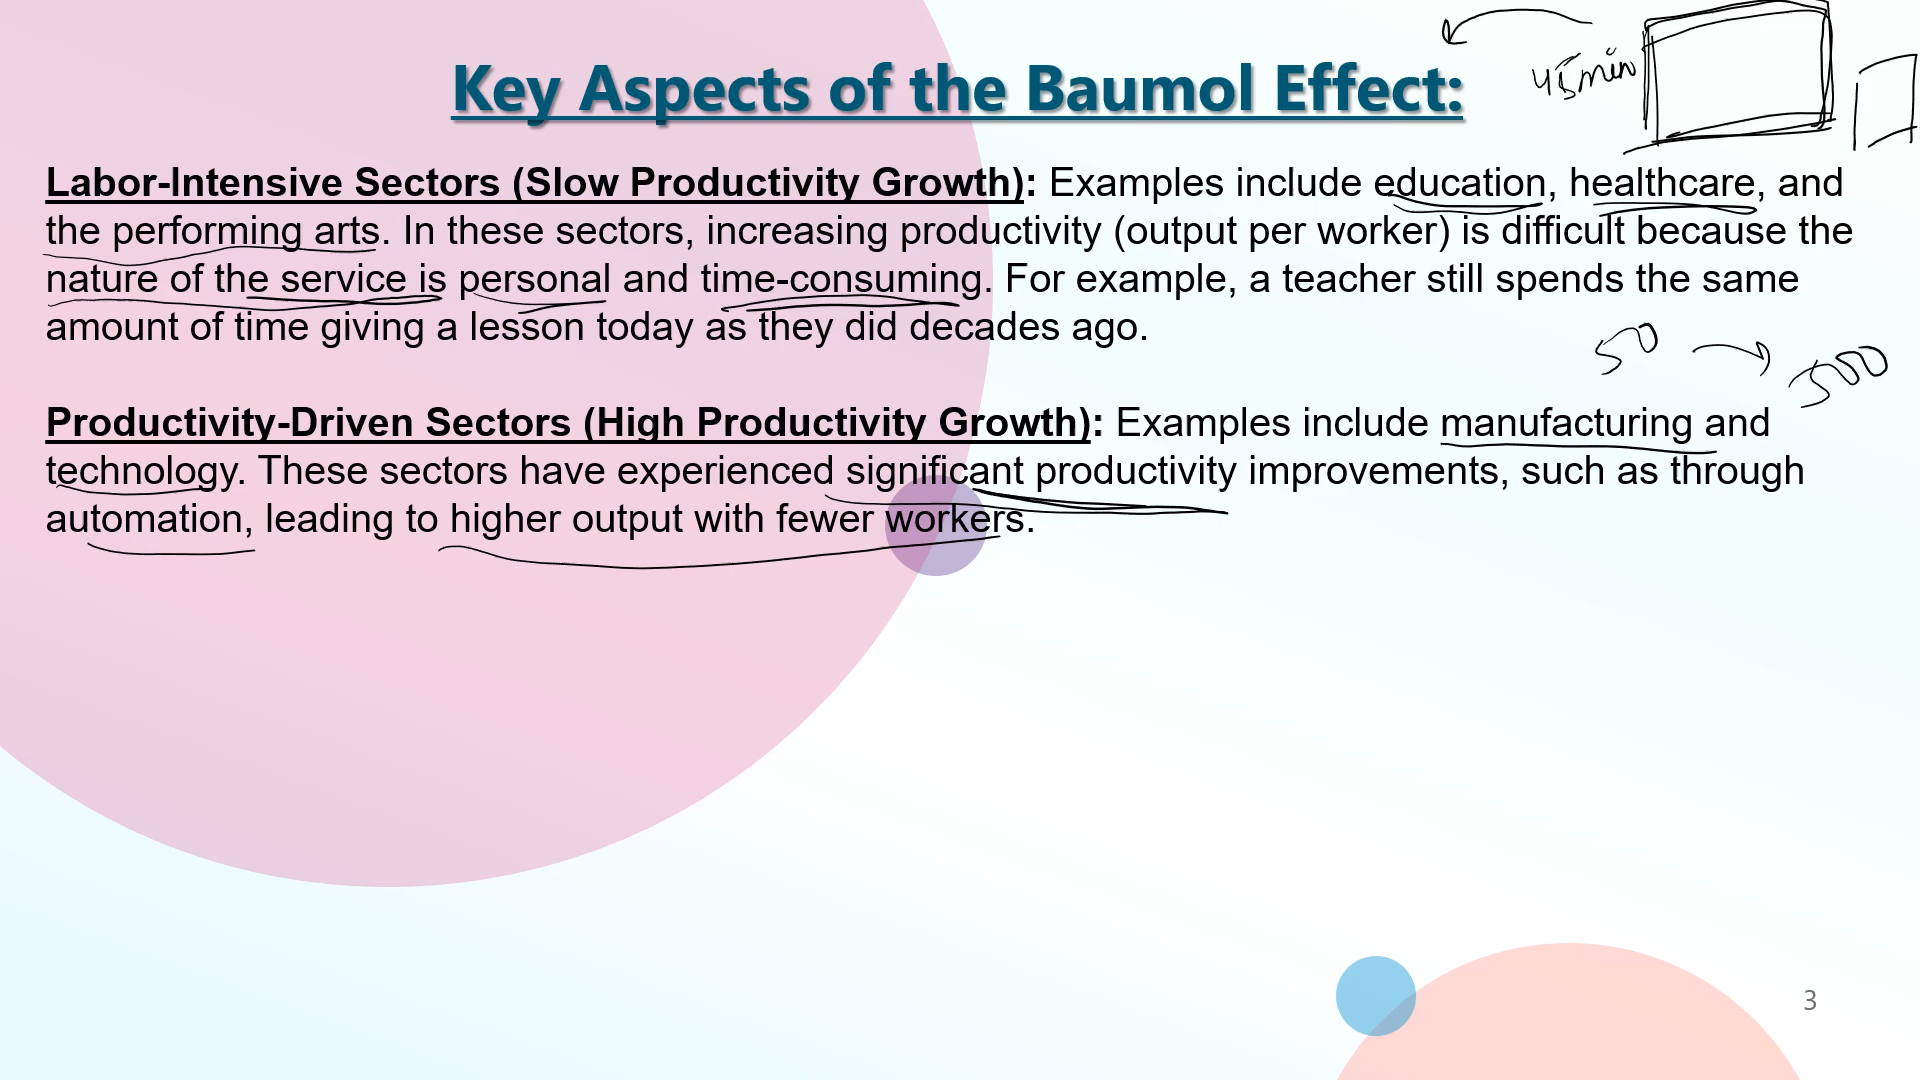 Key Aspects of the Baumol Effect:
45 min
Labor-Intensive Sectors (Slow Productivity Growth): Examples include education, healthcare, and
the performing arts. In these sectors, increasing productivity (output per worker) is difficult because the
nature of the service is personal and time-consuming. For example, a teacher still spends the same
amount of time giving a lesson today as they did decades ago.
50 → 500
Productivity-Driven Sectors (High Productivity Growth): Examples include manufacturing and
technology. These sectors have experienced significant productivity improvements, such as through
automation, leading to higher output with fewer workers.
3